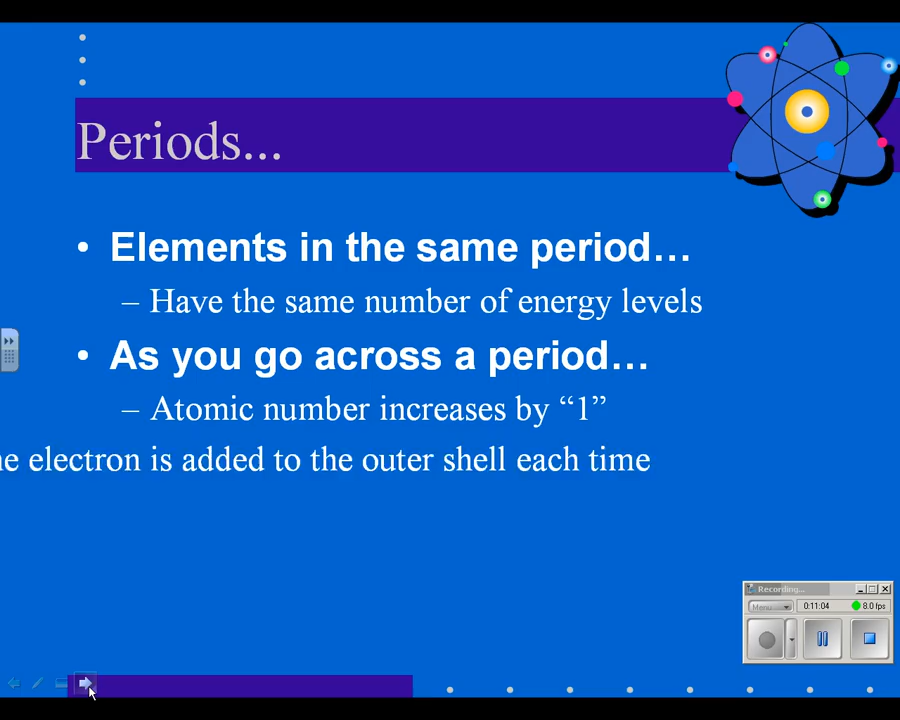 Periods...
• Elements in the same period…
– Have the same number of energy levels
• As you go across a period…
– Atomic number increases by “1”
e electron is added to the outer shell each time
Recording...
Menu
0:11:04
8.0 fps